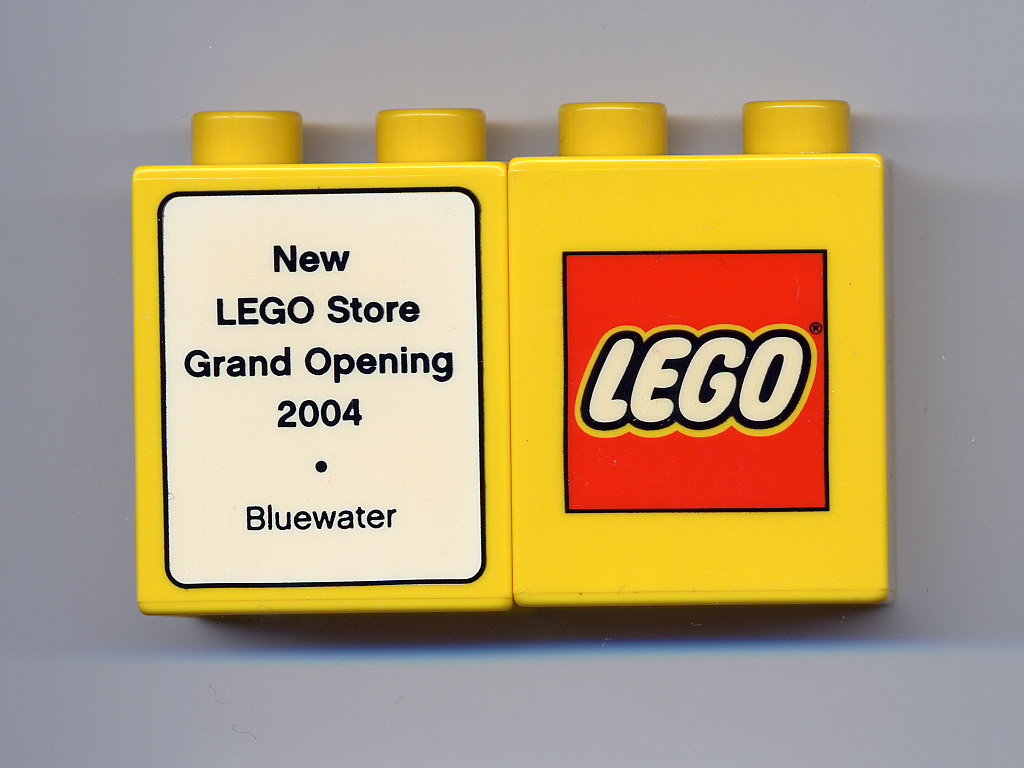 New
LEGO Store
Grand Opening
2004
•
Bluewater
LEGO®